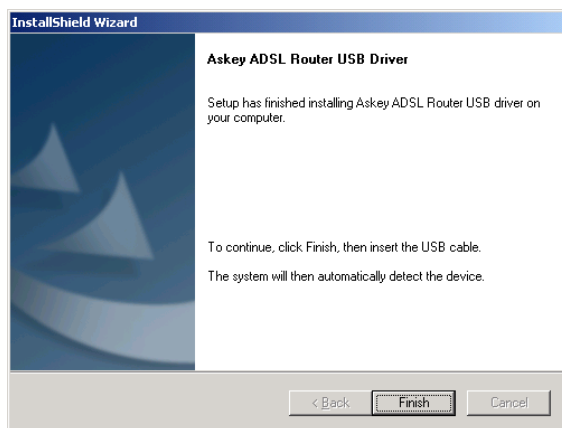 InstallShield Wizard
Askey ADSL Router USB Driver
Setup has finished installing Askey ADSL Router USB driver on
your computer.
To continue, click Finish, then insert the USB cable.
The system will then automatically detect the device.
< Back Finish Cancel